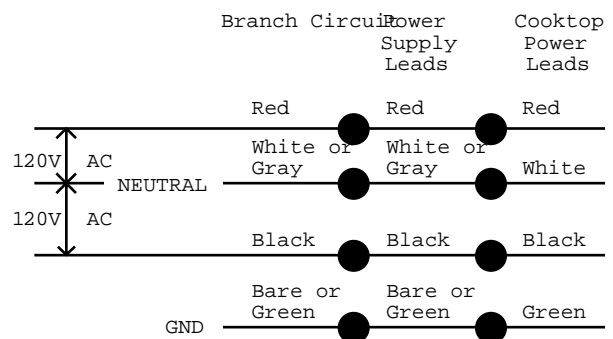 Branch Circuit Power Supply Leads Cooktop Power Leads
Red Red Red
120V AC
White or Gray White or Gray White
NEUTRAL
120V AC
Black Black Black
Bare or Green Bare or Green Green
GND